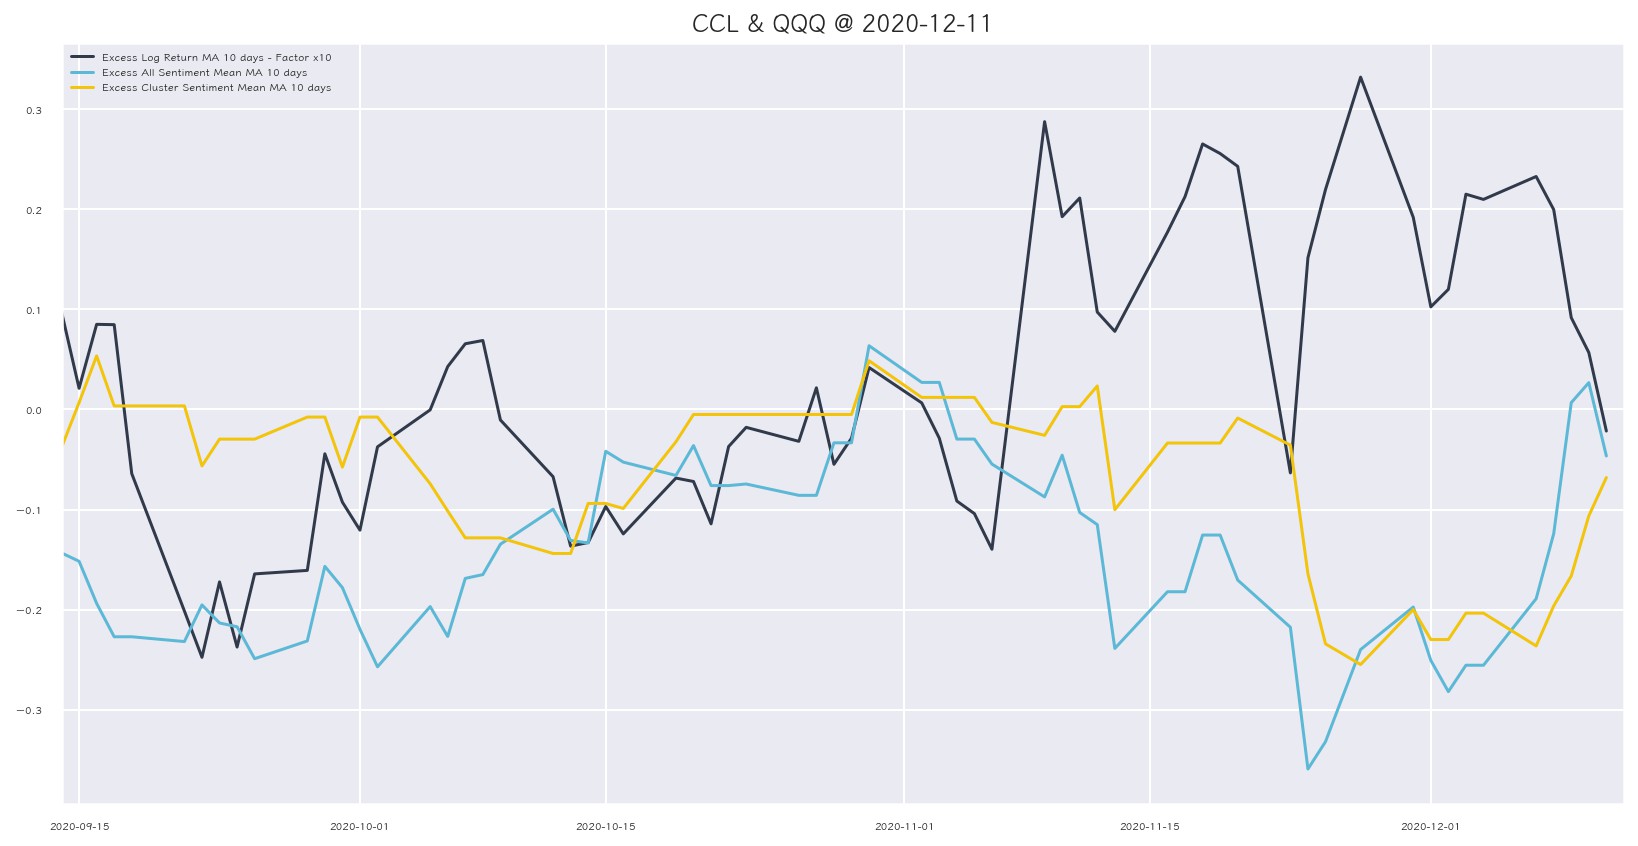 CCL & QQQ @ 2020-12-11
Excess Log Return MA 10 days - Factor x10
Excess All Sentiment Mean MA 10 days
Excess Cluster Sentiment Mean MA 10 days
0.3
0.2
0.1
0.0
−0.1
−0.2
−0.3
2020-09-15 2020-10-01 2020-10-15 2020-11-01 2020-11-15 2020-12-01